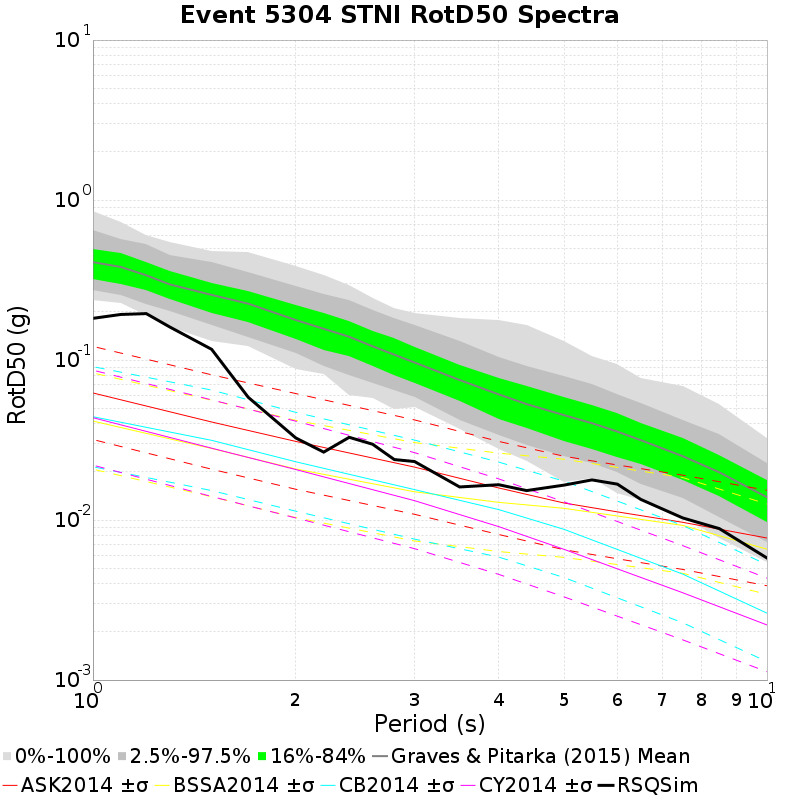 Event 5304 STNI RotD50 Spectra
10^1
10^0
10^-1
10^-2
10^-3
RotD50 (g)
10^0 2 3 4 5 6 7 8 9 10^1
Period (s)
0%-100% 2.5%-97.5% 16%-84% Graves & Pitarka (2015) Mean
ASK2014 ±σ BSSA2014 ±σ CB2014 ±σ CY2014 ±σ RSQSim